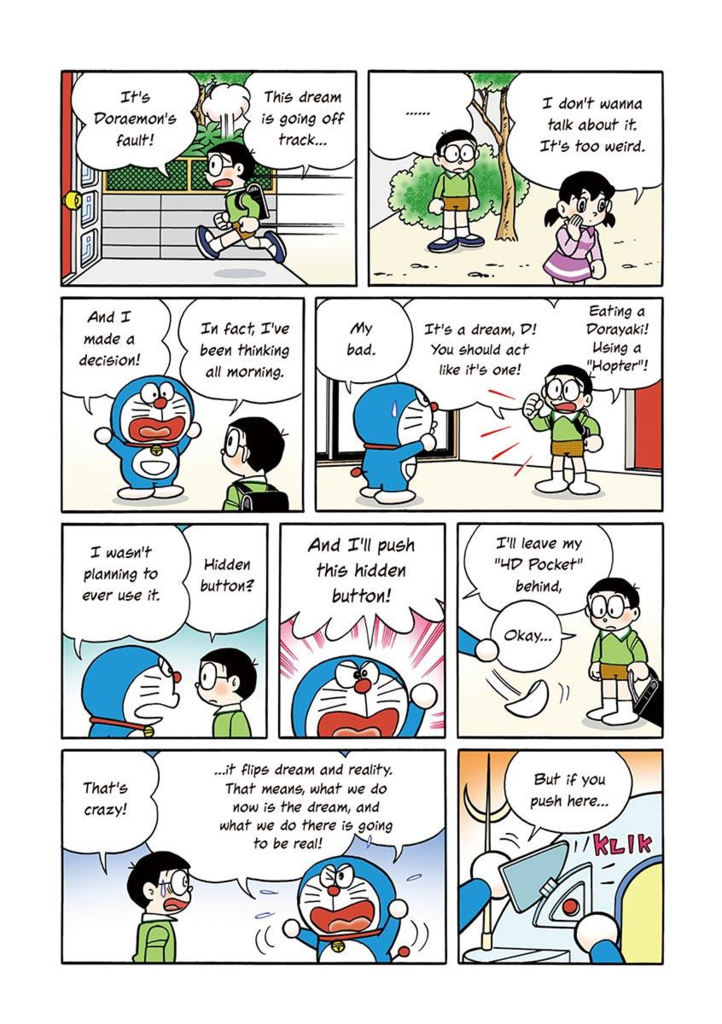 I don't wanna
talk about it.
It's too weird.
......
This dream
is going off
track...
It's
Doraemon's
fault!
Eating a
Dorayaki!
Using a
"Hopter"!
It's a dream, D!
You should act
like it's one!
My
bad.
In fact, I've
been thinking
all morning.
And I
made a
decision!
I'll leave my
"4D Pocket"
behind,
Okay...
And I'll push
this hidden
button!
Hidden
button?
I wasn't
planning to
ever use it.
But if you
push here...
KLIK
...it flips dream and reality.
That means, what we do
now is the dream, and
what we do there is going
to be real!
That's
crazy!